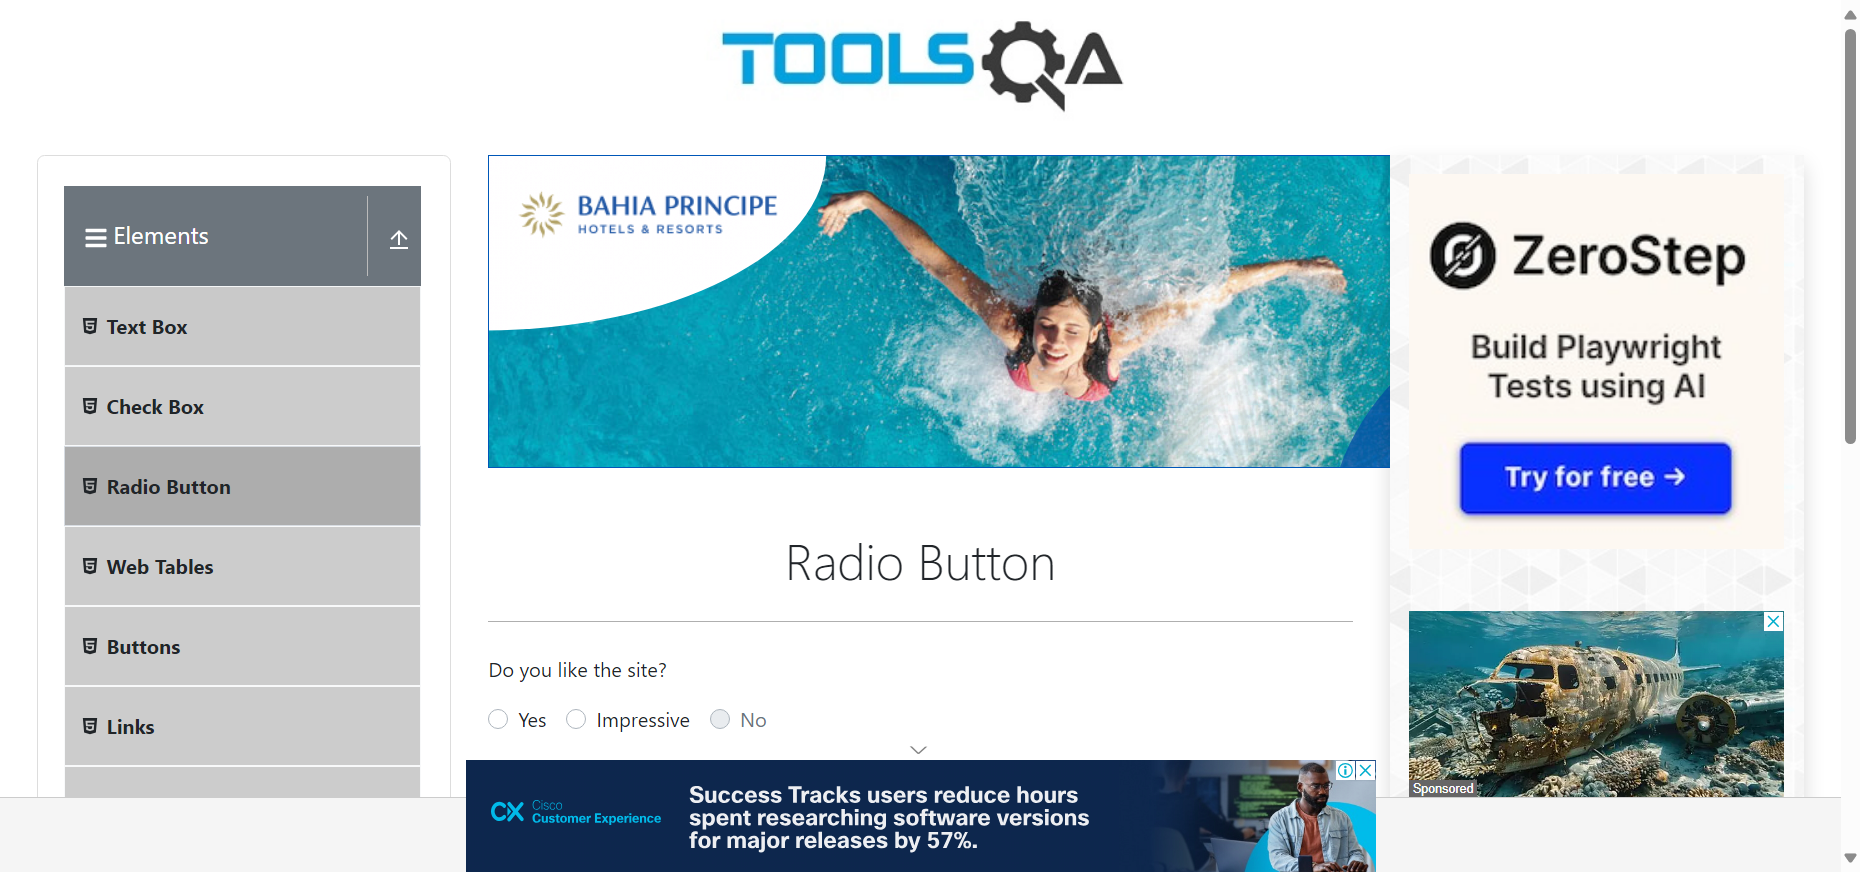 TOOLSQA
Elements
Text Box
Check Box
Radio Button
Web Tables
Buttons
Links
BAHIA PRINCIPE
HOTELS & RESORTS
Radio Button
Do you like the site?
Yes
Impressive
No
CX Cisco
Customer Experience
Success Tracks users reduce hours
spent researching software versions
for major releases by 57%.
ZeroStep
Build Playwright
Tests using AI
Try for free →
Sponsored